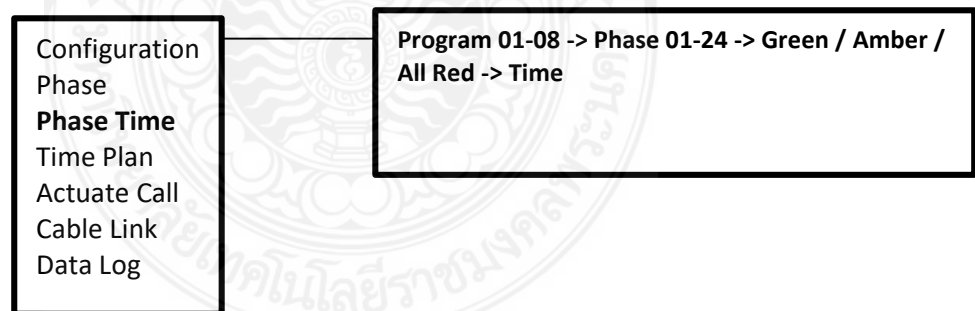 Configuration
Phase
Phase Time
Time Plan
Actuate Call
Cable Link
Data Log
Program 01-08 -> Phase 01-24 -> Green / Amber /
All Red -> Time